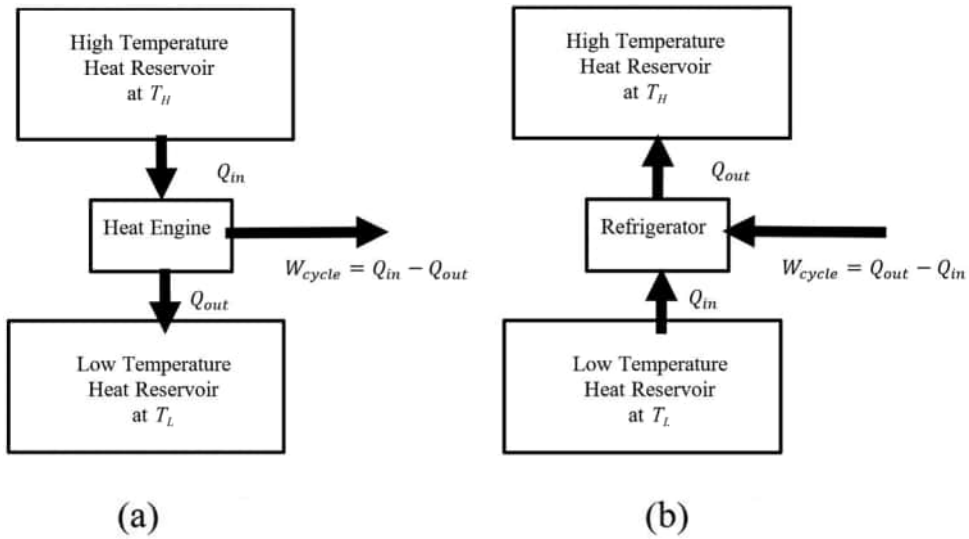 High Temperature
Heat Reservoir
at T_H
Q_in
Heat Engine
W_cycle = Q_in − Q_out
Q_out
Low Temperature
Heat Reservoir
at T_L
(a)
High Temperature
Heat Reservoir
at T_H
Q_out
Refrigerator
W_cycle = Q_out − Q_in
Q_in
Low Temperature
Heat Reservoir
at T_L
(b)